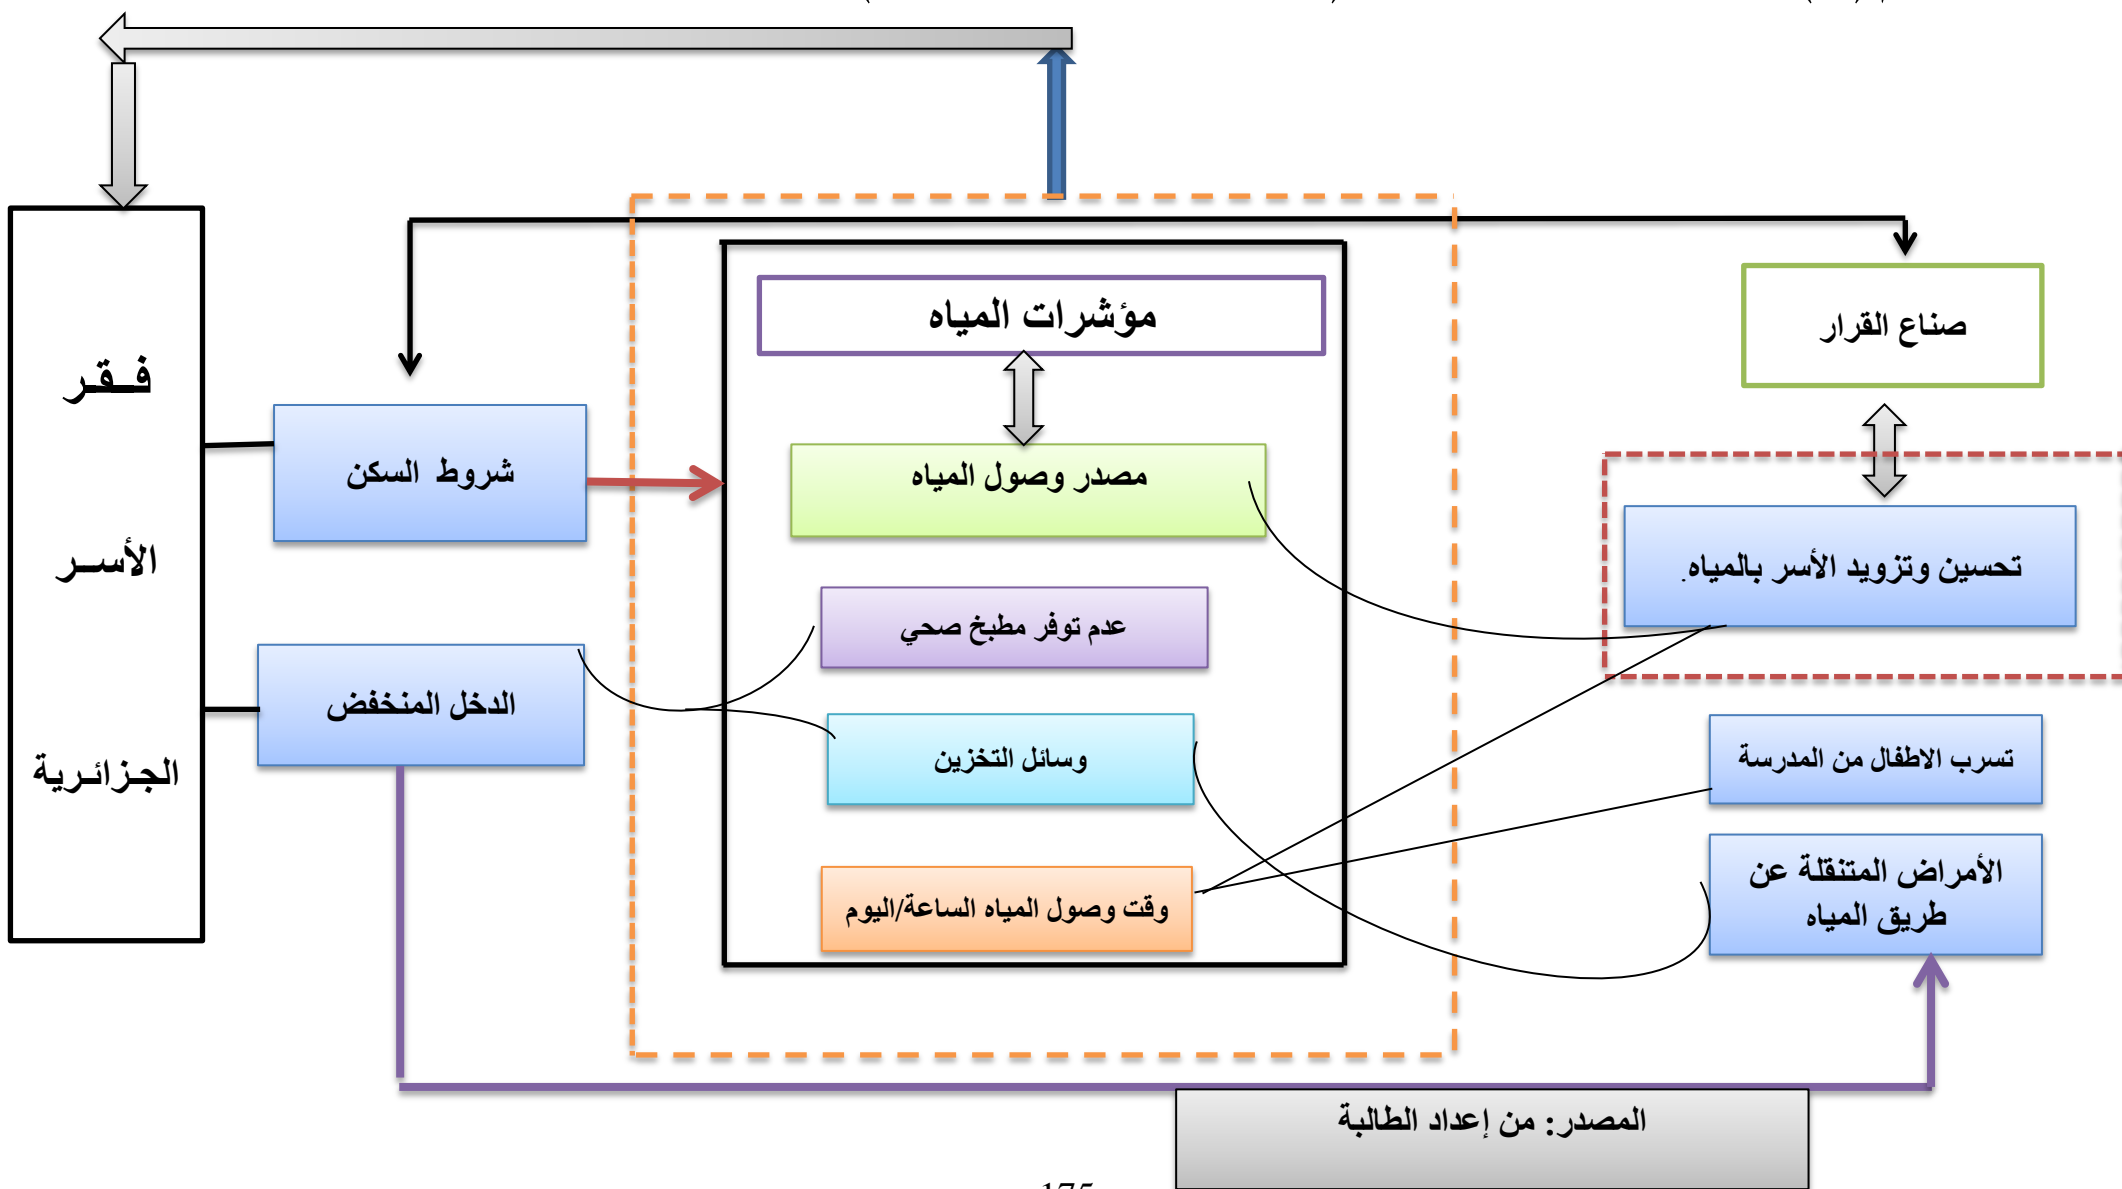 صناع القرار
مؤشرات المياه
فـقـر
الأسـر
الجـزائـرية
شروط السكن
مصدر وصول المياه
تحسين وتزويد الأسر بالمياه.
عدم توفر مطبخ صحي
الدخل المنخفض
وسائل التخزين
تسرب الاطفال من المدرسة
الأمراض المتنقلة عن
طريق المياه
وقت وصول المياه الساعة/اليوم
المصدر: من إعداد الطالبة
175